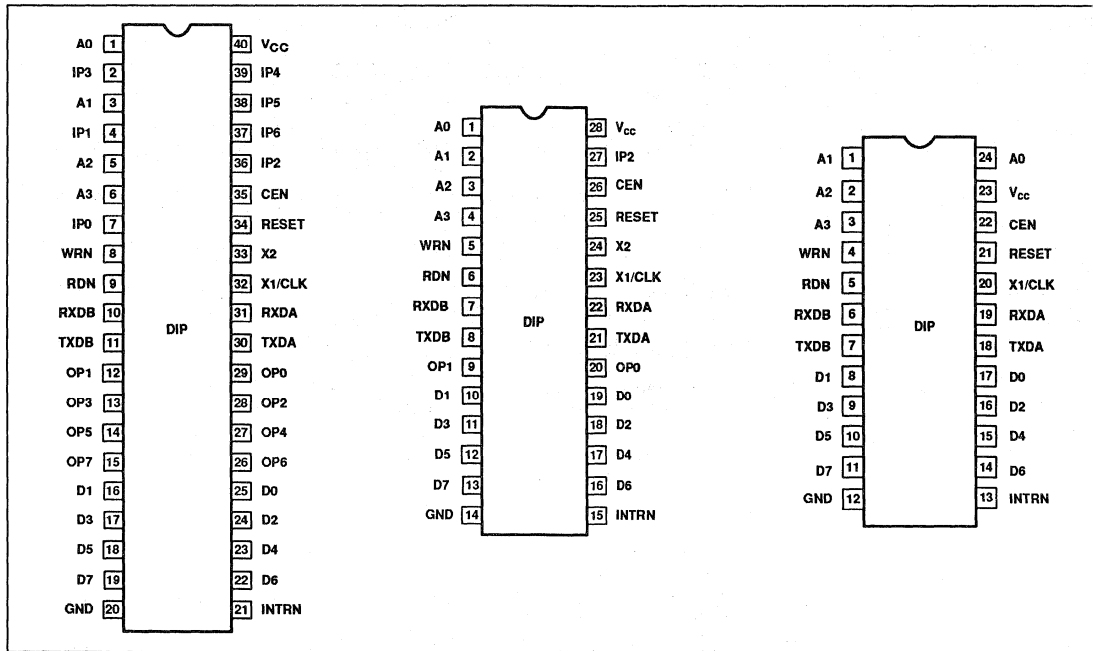 A0 1 40 VCC
IP3 2 39 IP4
A1 3 38 IP5
IP1 4 37 IP6
A2 5 36 IP2
A3 6 35 CEN
IP0 7 34 RESET
WRN 8 33 X2
RDN 9 32 X1/CLK
RXDB 10 31 RXDA
DIP
TXDB 11 30 TXDA
OP1 12 29 OP0
OP3 13 28 OP2
OP5 14 27 OP4
OP7 15 26 OP6
D1 16 25 D0
D3 17 24 D2
D5 18 23 D4
D7 19 22 D6
GND 20 21 INTRN
A0 1 28 Vcc
A1 2 27 IP2
A2 3 26 CEN
A3 4 25 RESET
WRN 5 24 X2
RDN 6 23 X1/CLK
RXDB 7 22 RXDA
DIP
TXDB 8 21 TXDA
OP1 9 20 OP0
D1 10 19 D0
D3 11 18 D2
D5 12 17 D4
D7 13 16 D6
GND 14 15 INTRN
A1 1 24 A0
A2 2 23 Vcc
A3 3 22 CEN
WRN 4 21 RESET
RDN 5 20 X1/CLK
RXDB 6 19 RXDA
DIP
TXDB 7 18 TXDA
D1 8 17 D0
D3 9 16 D2
D5 10 15 D4
D7 11 14 D6
GND 12 13 INTRN